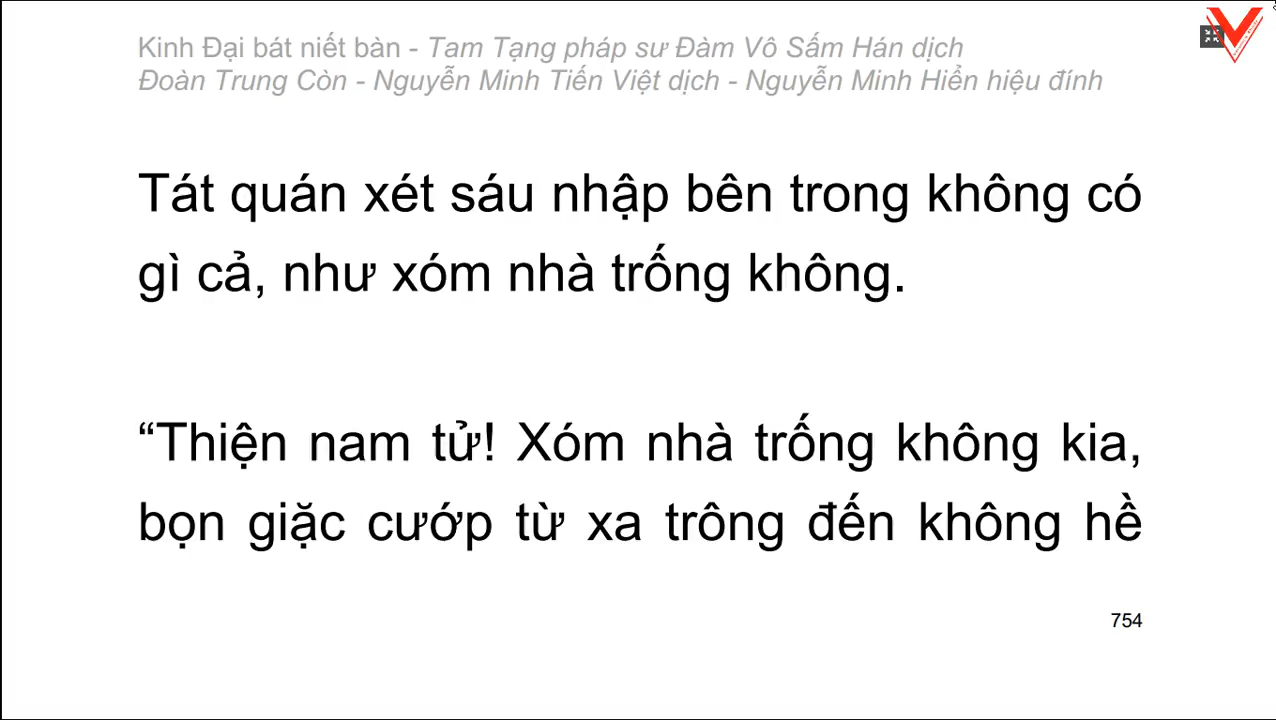 Kinh Đại bát niết bàn - Tam Tạng pháp sư Đàm Vô Sấm Hán dịch
Đoàn Trung Còn - Nguyễn Minh Tiến Việt dịch - Nguyễn Minh Hiển hiệu đính
Tát quán xét sáu nhập bên trong không có
gì cả, như xóm nhà trống không.
“Thiện nam tử! Xóm nhà trống không kia,
bọn giặc cướp từ xa trông đến không hề
754